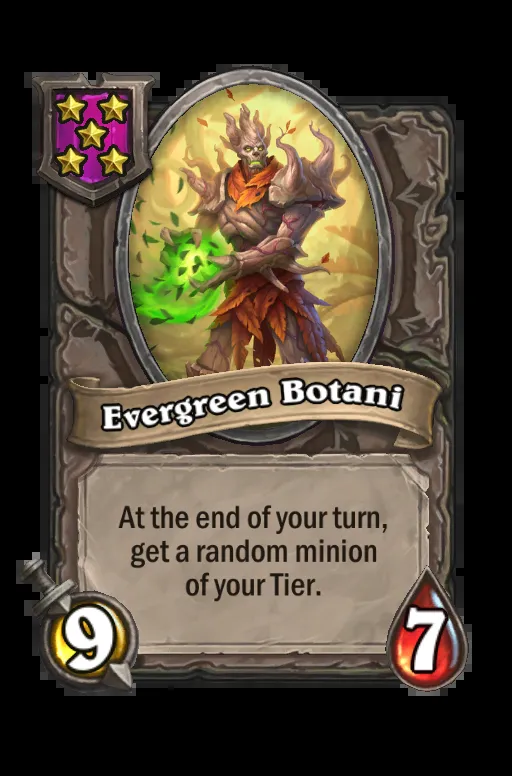 Evergreen Botani
At the end of your turn,
get a random minion
of your Tier.
9
7